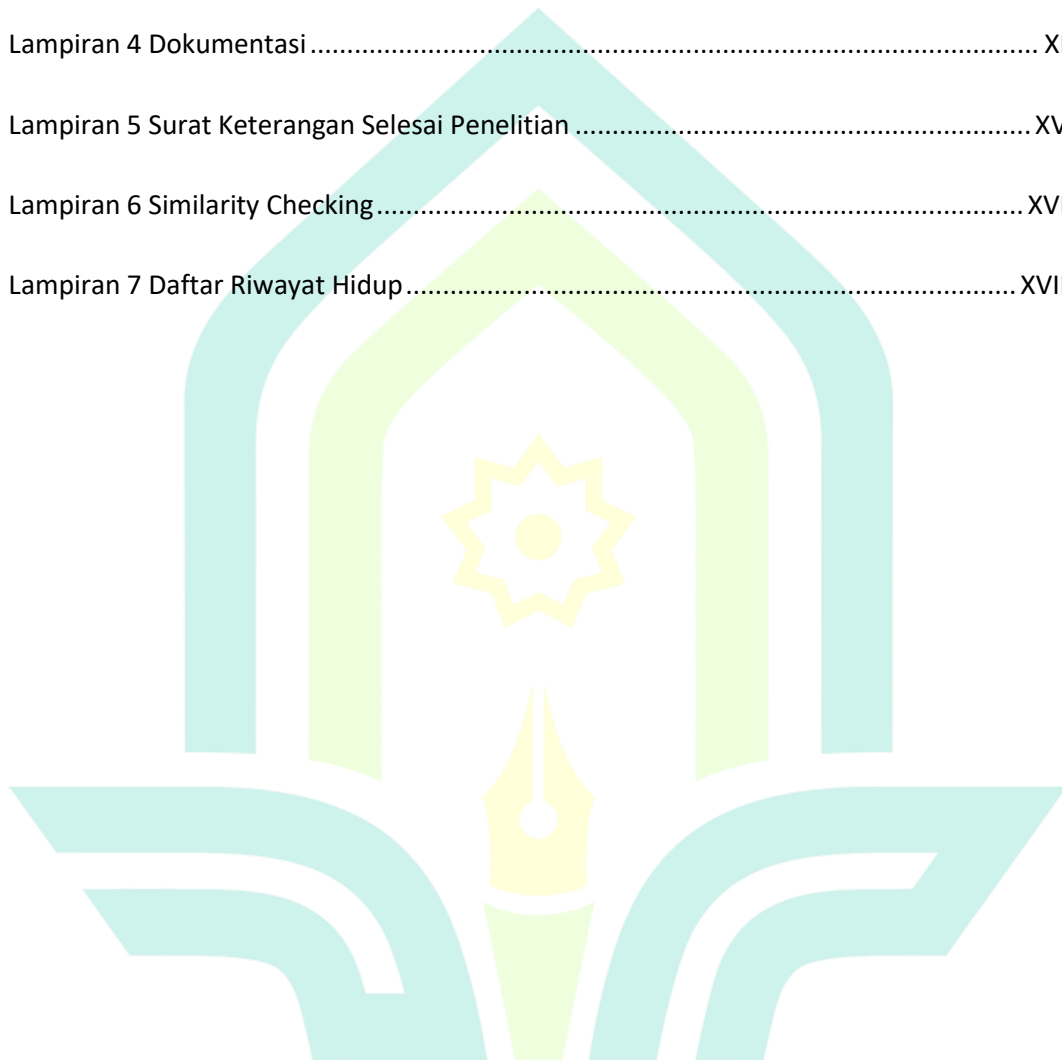 Lampiran 4 Dokumentasi
Lampiran 5 Surat Keterangan Selesai Penelitian
Lampiran 6 Similarity Checking
Lampiran 7 Daftar Riwayat Hidup